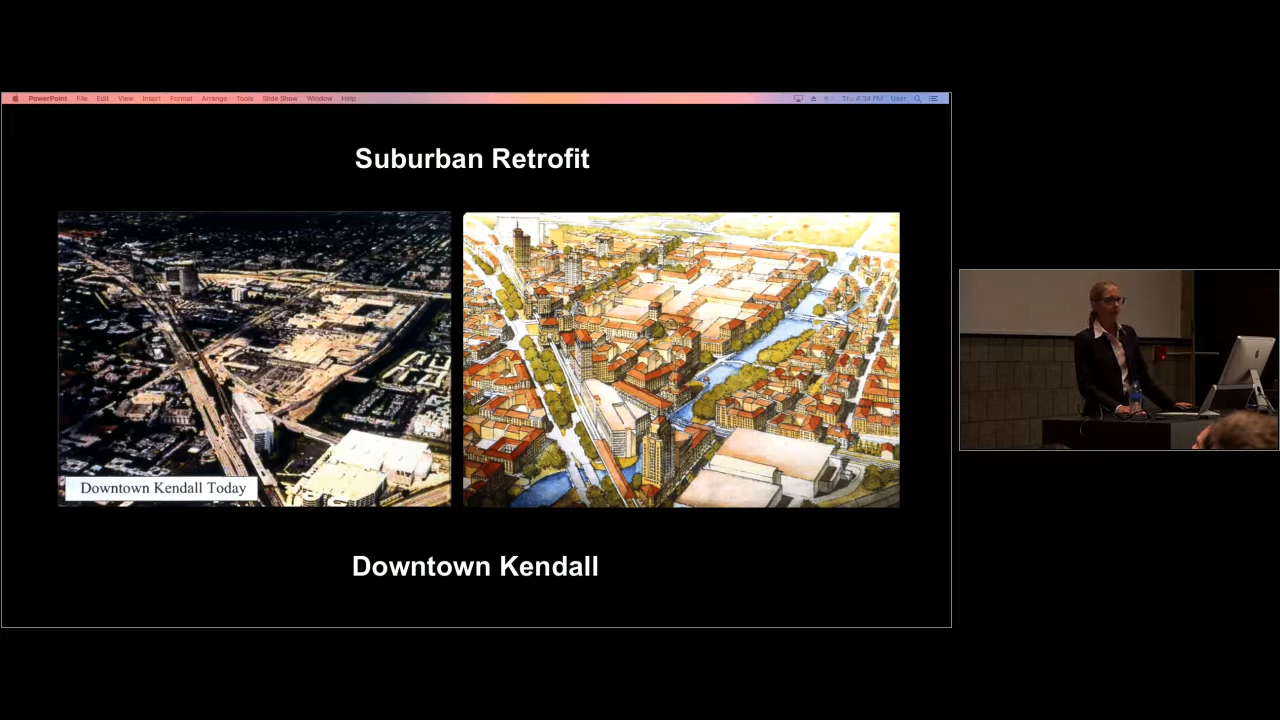 PowerPoint File Edit View Insert Format Arrange Tools Slide Show Window Help Thu 4:34 PM User
Suburban Retrofit
Downtown Kendall Today
Downtown Kendall